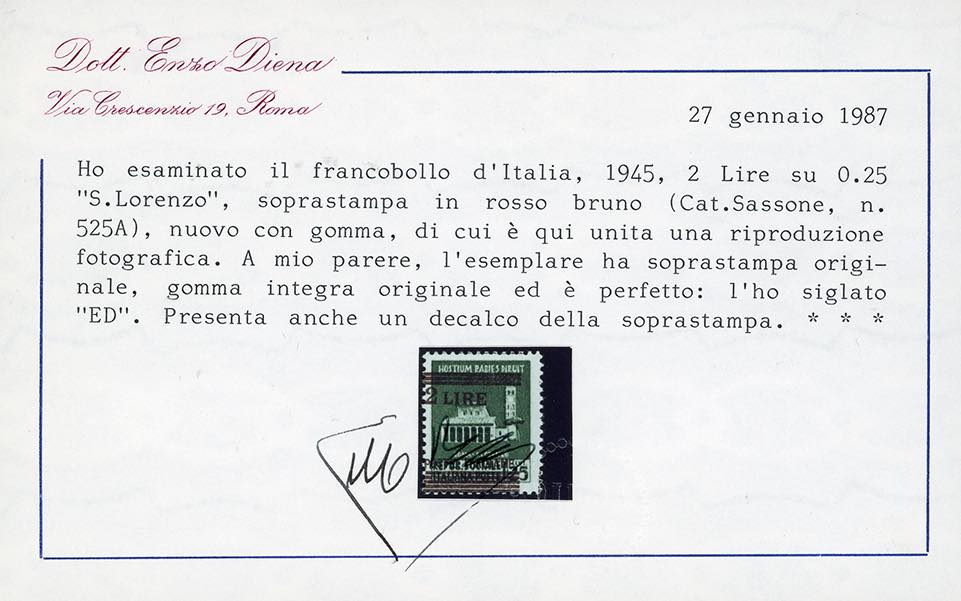 Dott. Enzo Diena
Via Crescenzio 19, Roma
27 gennaio 1987
Ho esaminato il francobollo d'Italia, 1945, 2 Lire su 0.25
"S.Lorenzo", soprastampa in rosso bruno (Cat.Sassone, n.
525A), nuovo con gomma, di cui è qui unita una riproduzione
fotografica. A mio parere, l'esemplare ha soprastampa origi-
nale, gomma integra originale ed è perfetto: l'ho siglato
"ED". Presenta anche un decalco della soprastampa. * * *
HOSTIUM RABIES DIRUIT
2 LIRE